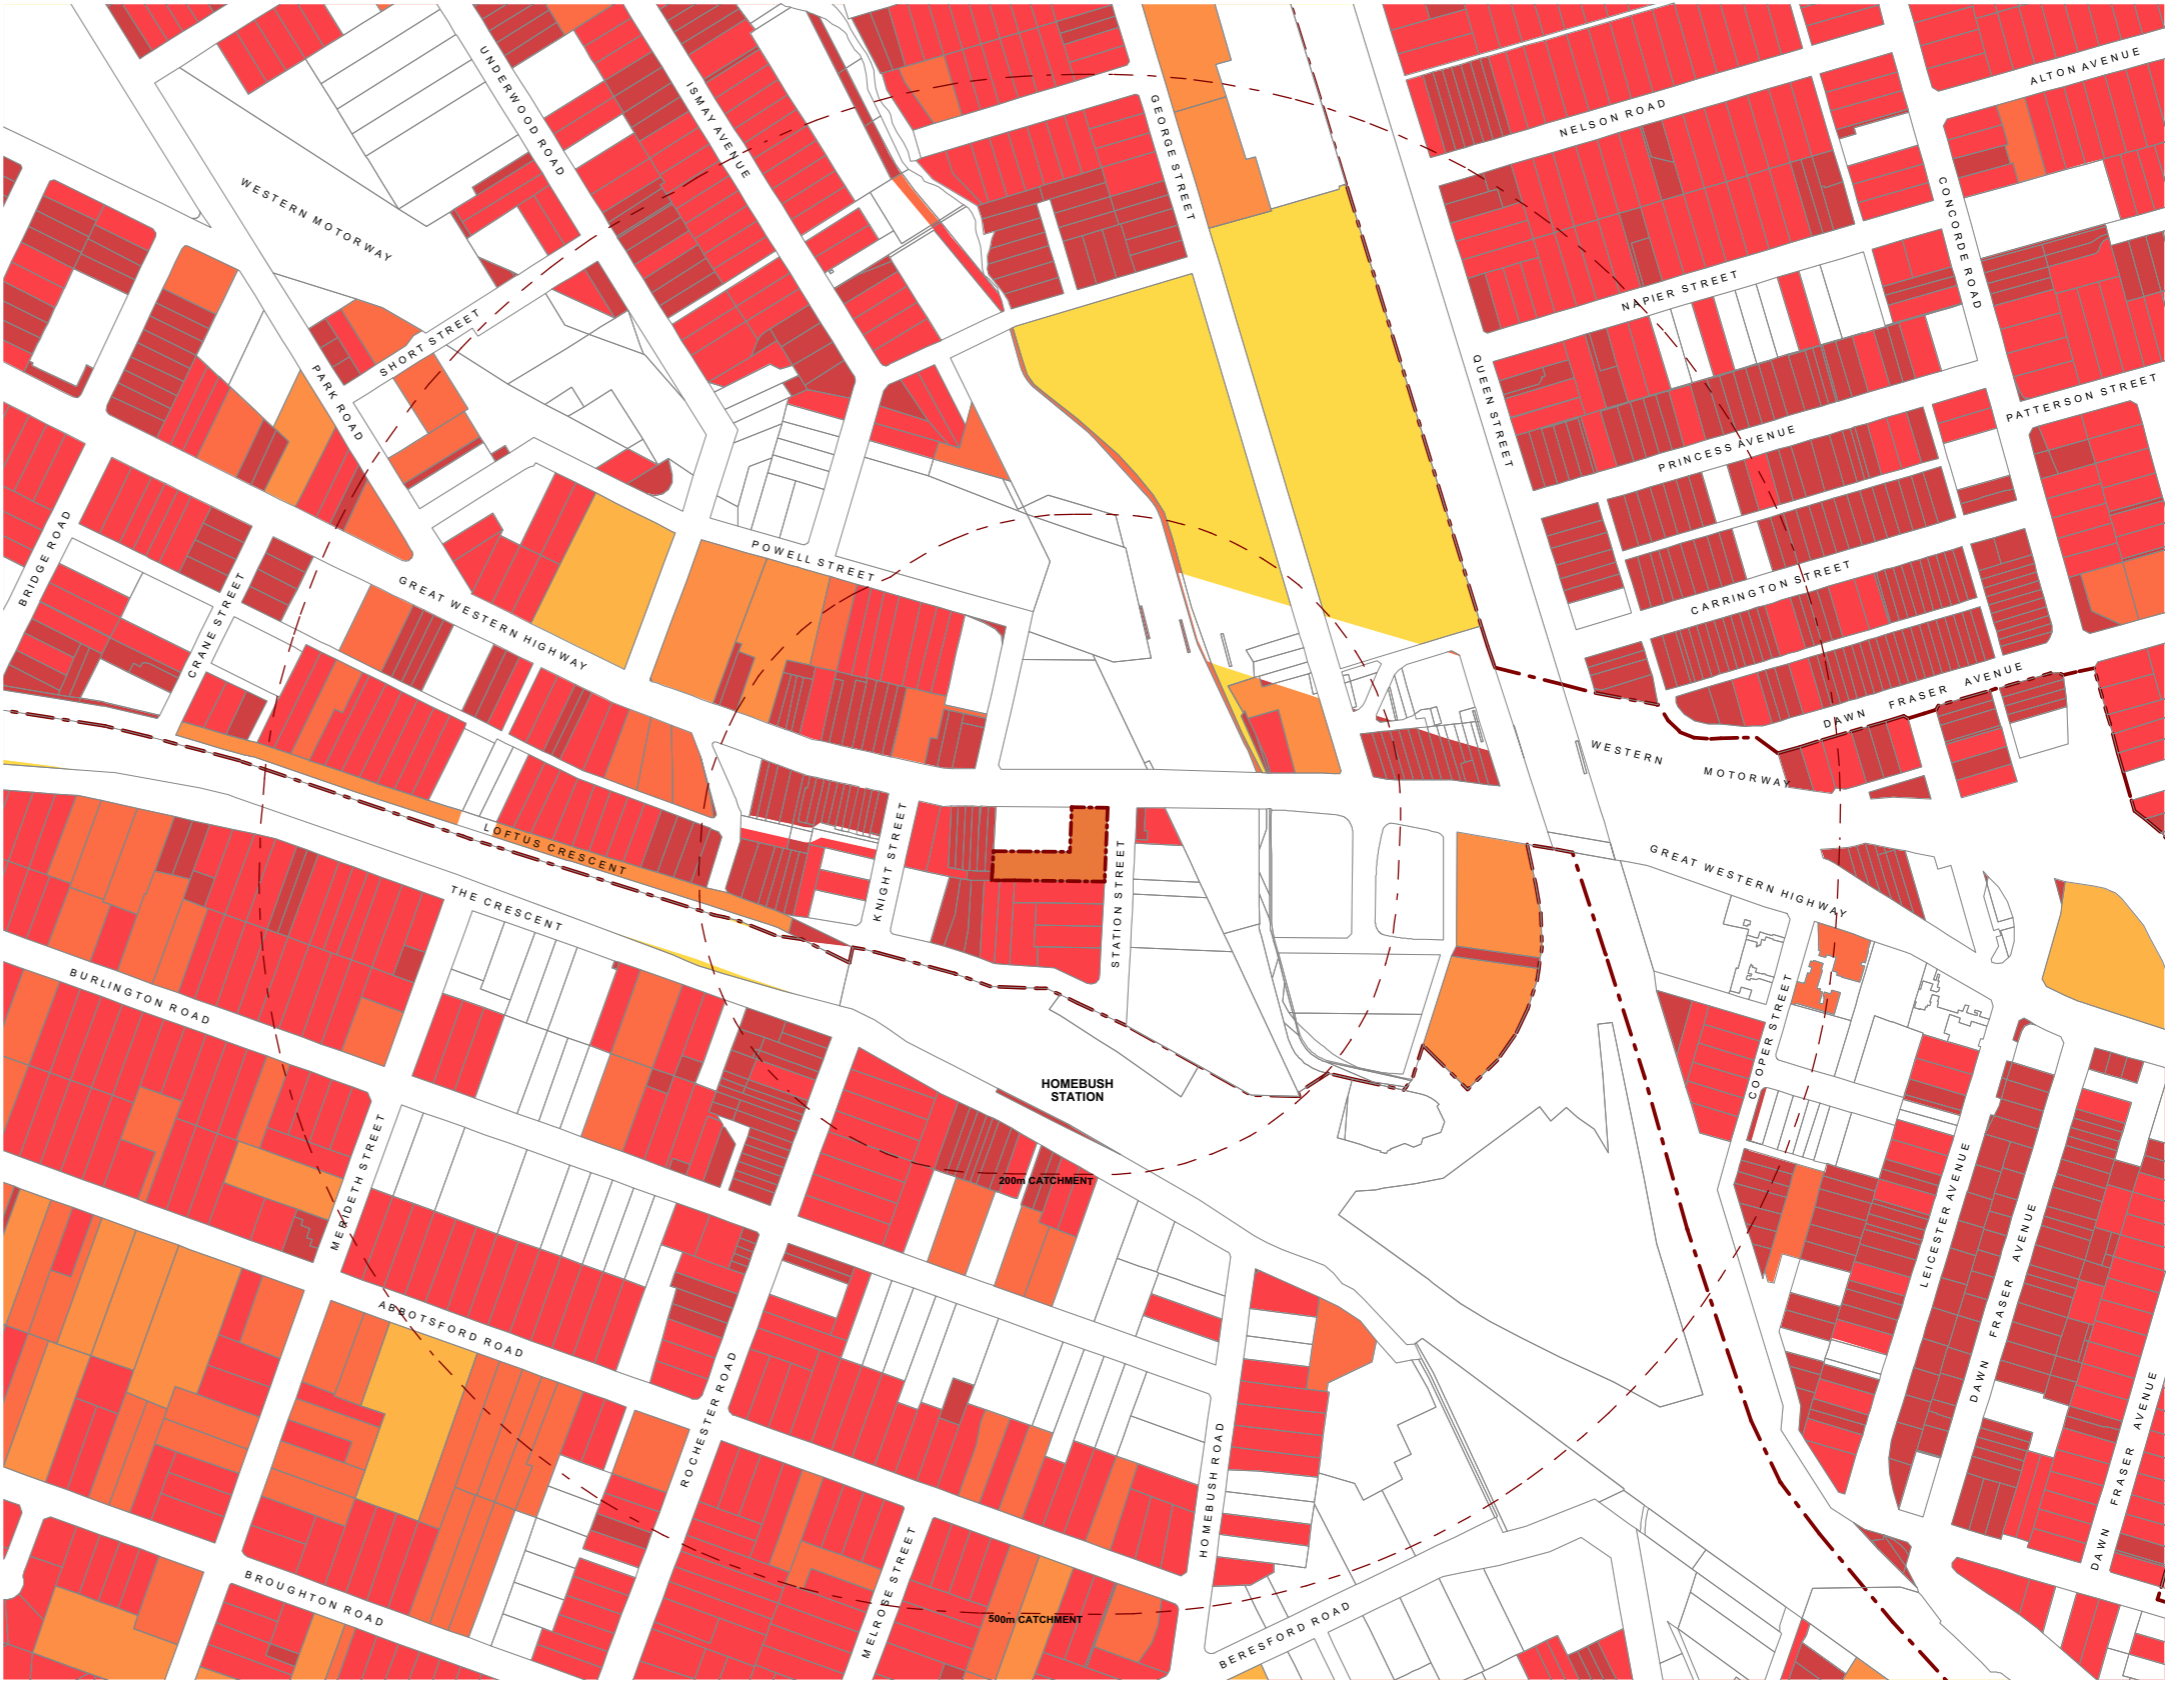 ALTON AVENUE
UNDERWOOD ROAD
ISMAY AVENUE
GEORGE STREET
NELSON ROAD
WESTERN MOTORWAY
CONCORDE ROAD
NAPIER STREET
SHORT STREET
PARK ROAD
QUEEN STREET
PATTERSON STREET
PRINCESS AVENUE
BRIDGE ROAD
POWELL STREET
CARRINGTON STREET
CRANE STREET
GREAT WESTERN HIGHWAY
DAWN FRASER AVENUE
WESTERN MOTORWAY
LOFTUS CRESCENT
KNIGHT STREET
STATION STREET
GREAT WESTERN HIGHWAY
THE CRESCENT
BURLINGTON ROAD
COOPER STREET
HOMEBUSH
STATION
MERIDETH STREET
200m CATCHMENT
LEICESTER AVENUE
DAWN FRASER AVENUE
ABBOTSFORD ROAD
ROCHESTER ROAD
HOMEBUSH ROAD
DAWN FRASER AVENUE
MELROSE STREET
BROUGHTON ROAD
500m CATCHMENT
BERESFORD ROAD